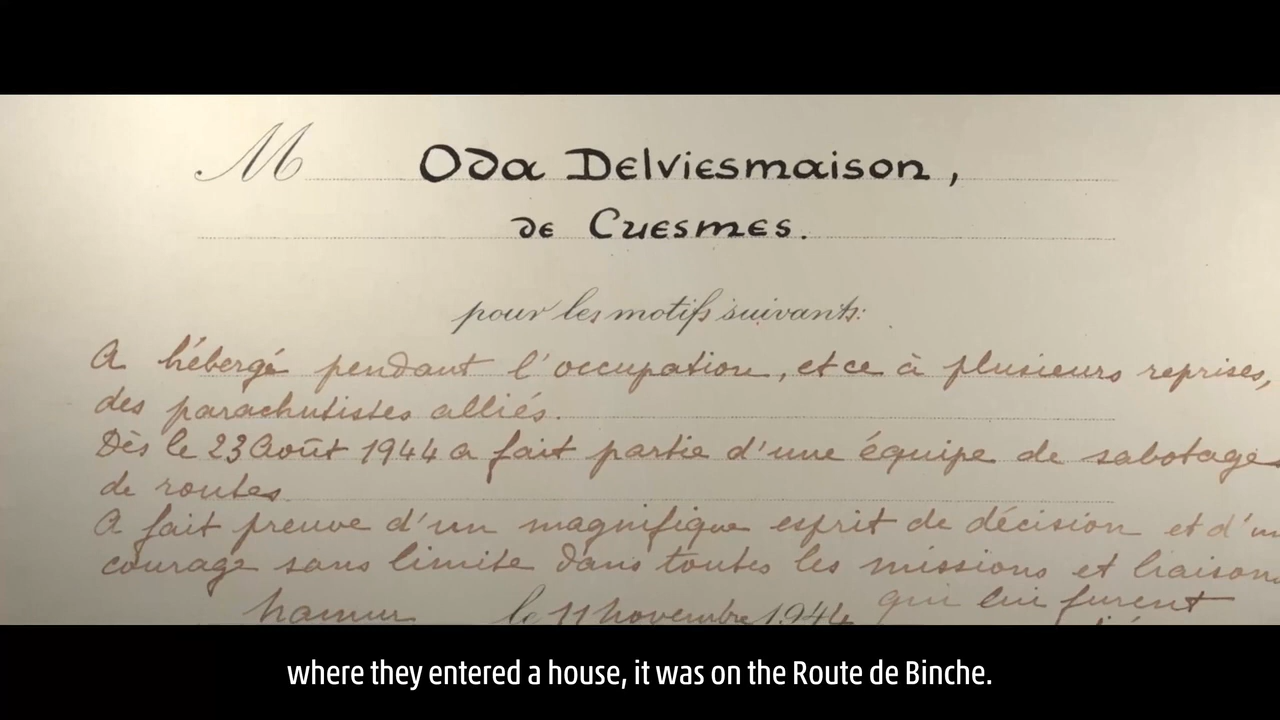 M Oda Delviesmaison,
de Cuesmes.
pour les motifs suivants:
A hébergé pendant l'occupation, et ce à plusieurs reprises,
des parachutistes alliés.
Dès le 23 Août 1944 a fait partie d'une équipe de sabotage
de routes
A fait preuve d'un magnifique esprit de décision et d'un
courage sans limite dans toutes les missions et liaisons
qui lui furent
Namur le 11 novembre 1944
where they entered a house, it was on the Route de Binche.